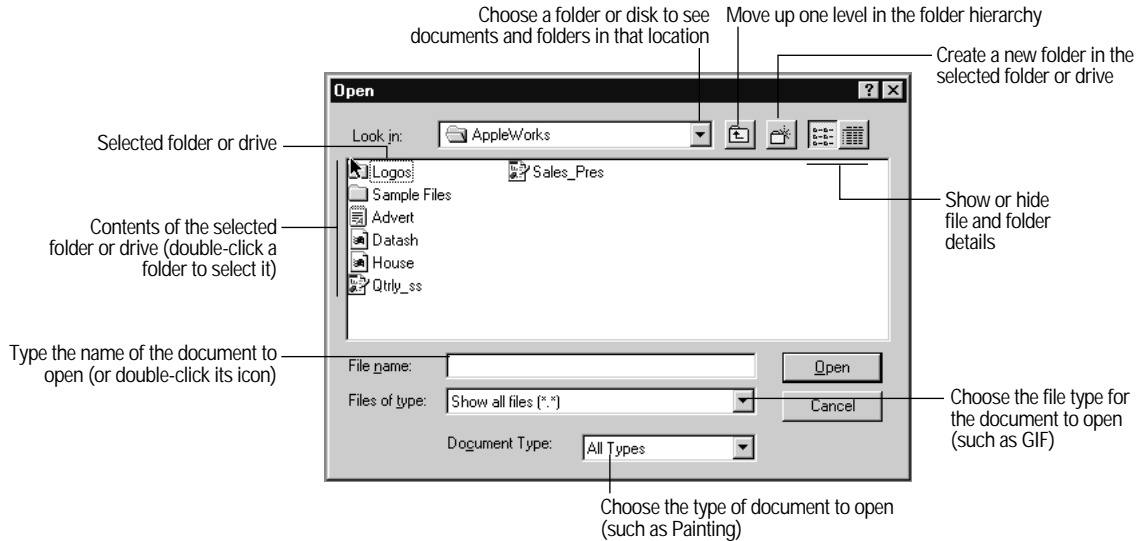 Choose a folder or disk to see
documents and folders in that location
Move up one level in the folder hierarchy
Create a new folder in the
selected folder or drive
Open
Selected folder or drive
Look in:
AppleWorks
Logos
Sales_Pres
Sample Files
Advert
Datash
House
Qtrly_ss
Show or hide
file and folder
details
Contents of the selected
folder or drive (double-click a
folder to select it)
Type the name of the document to
open (or double-click its icon)
File name:
Open
Files of type:
Show all files (*.*)
Cancel
Choose the file type for
the document to open
(such as GIF)
Document Type:
All Types
Choose the type of document to open
(such as Painting)